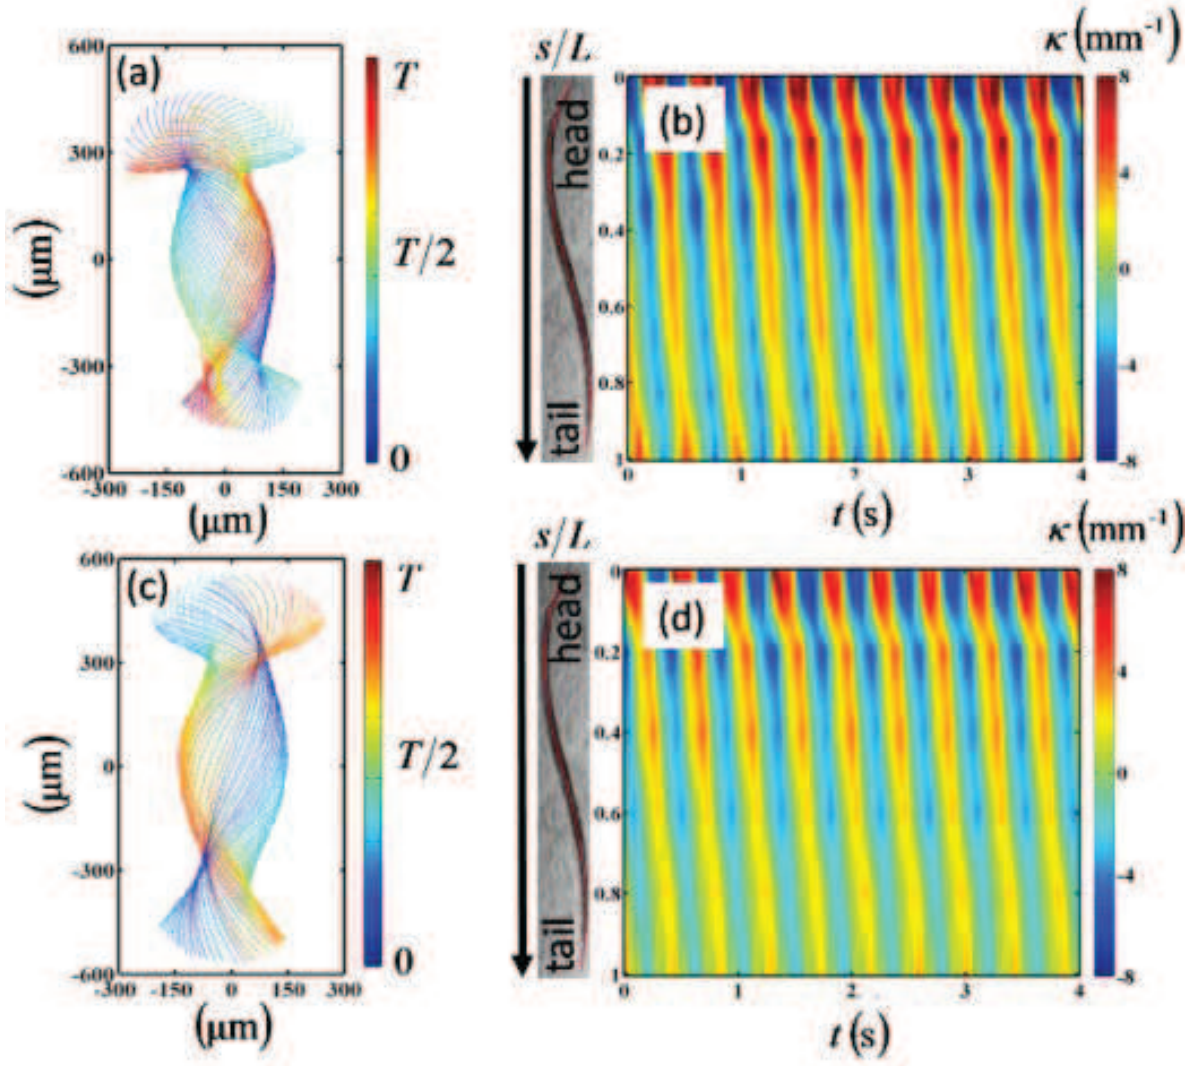 (a)
600
300
0
-300
-600
-300 -150 0 150 300
(μm)
(μm)
T
T/2
0
s/L
head
tail
(b)
0
0.2
0.4
0.6
0.8
1
0 1 2 3 4
t (s)
κ (mm⁻¹)
8
4
0
-4
-8
(c)
600
300
0
-300
-600
-300 -150 0 150 300
(μm)
(μm)
T
T/2
0
s/L
head
tail
(d)
0
0.2
0.4
0.6
0.8
1
0 1 2 3 4
t (s)
κ (mm⁻¹)
8
4
0
-4
-8